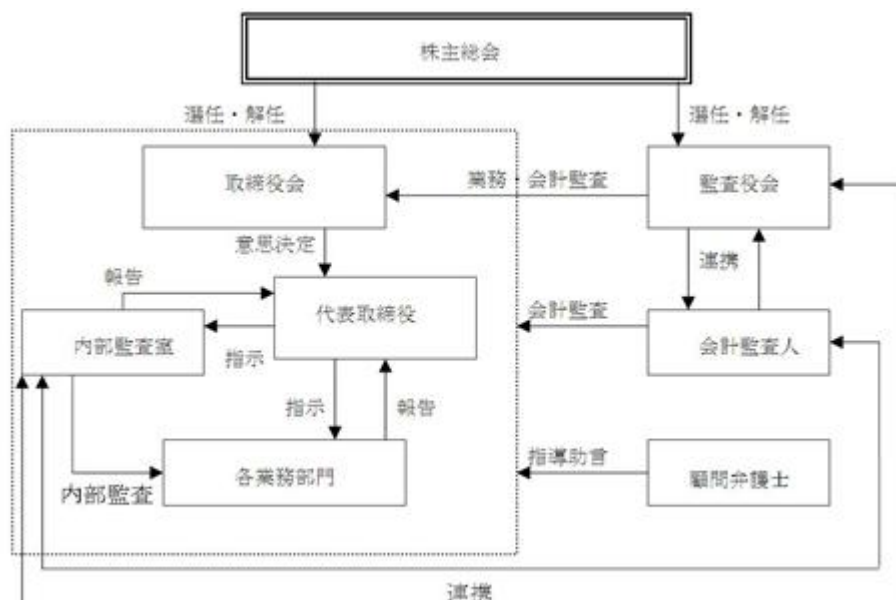 株主総会
選任・解任
選任・解任
取締役会
業務・会計監査
監査役会
意思決定
連携
報告
代表取締役
会計監査
内部監査室
会計監査人
指示
指示
報告
各業務部門
指導助言
顧問弁護士
内部監査
連携